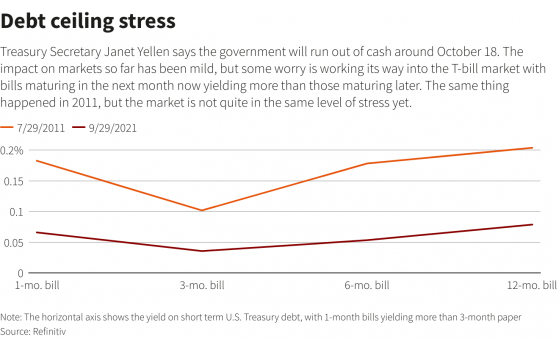 Debt ceiling stress
Treasury Secretary Janet Yellen says the government will run out of cash around October 18. The
impact on markets so far has been mild, but some worry is working its way into the T-bill market with
bills maturing in the next month now yielding more than those maturing later. The same thing
happened in 2011, but the market is not quite in the same level of stress yet.
7/29/2011 9/29/2021
0.2%
0.15
0.1
0.05
0
1-mo. bill 3-mo. bill 6-mo. bill 12-mo. bill
Note: The horizontal axis shows the yield on short term U.S. Treasury debt, with 1-month bills yielding more than 3-month paper
Source: Refinitiv